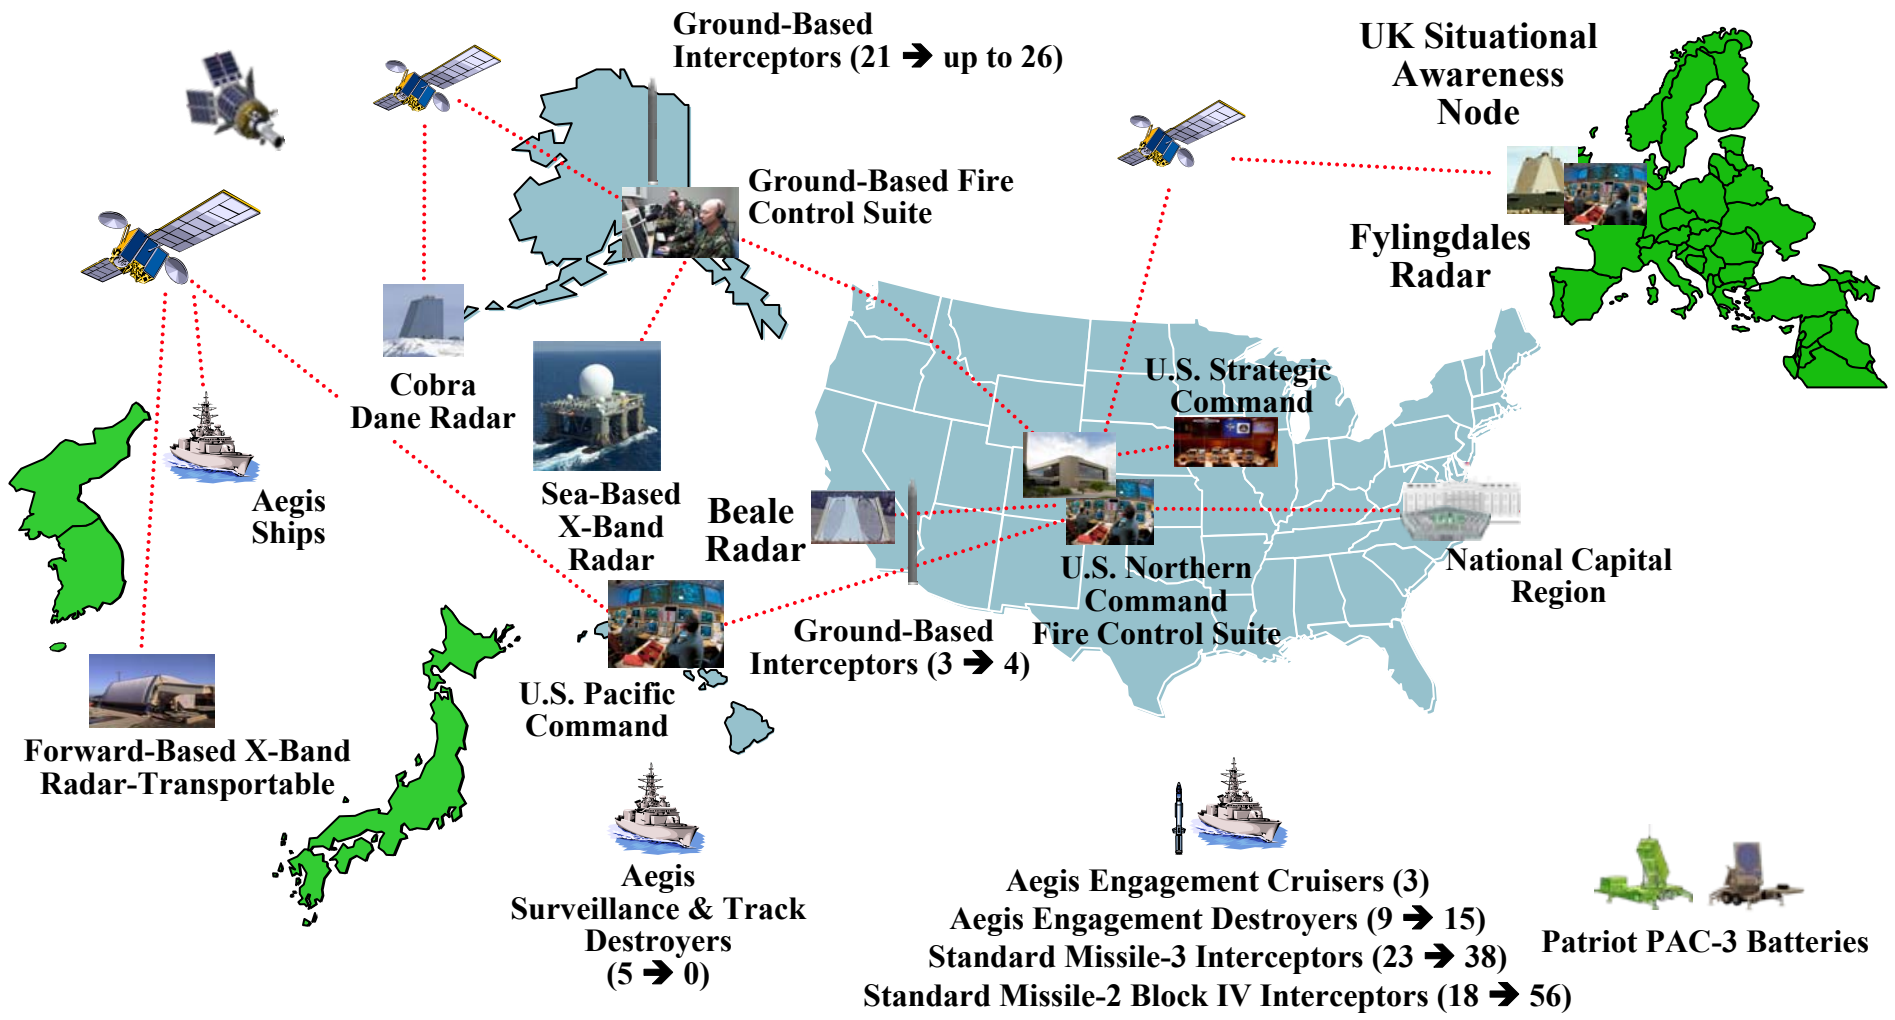 Ground-Based
Interceptors (21 ➔ up to 26)
UK Situational
Awareness
Node
Ground-Based Fire
Control Suite
Fylingdales
Radar
Cobra
Dane Radar
U.S. Strategic
Command
Aegis
Ships
Sea-Based
X-Band
Radar
Beale
Radar
National Capital
Region
U.S. Northern
Command
Fire Control Suite
Ground-Based
Interceptors (3 ➔ 4)
U.S. Pacific
Command
Forward-Based X-Band
Radar-Transportable
Aegis
Surveillance & Track
Destroyers
(5 ➔ 0)
Aegis Engagement Cruisers (3)
Aegis Engagement Destroyers (9 ➔ 15)
Standard Missile-3 Interceptors (23 ➔ 38)
Standard Missile-2 Block IV Interceptors (18 ➔ 56)
Patriot PAC-3 Batteries